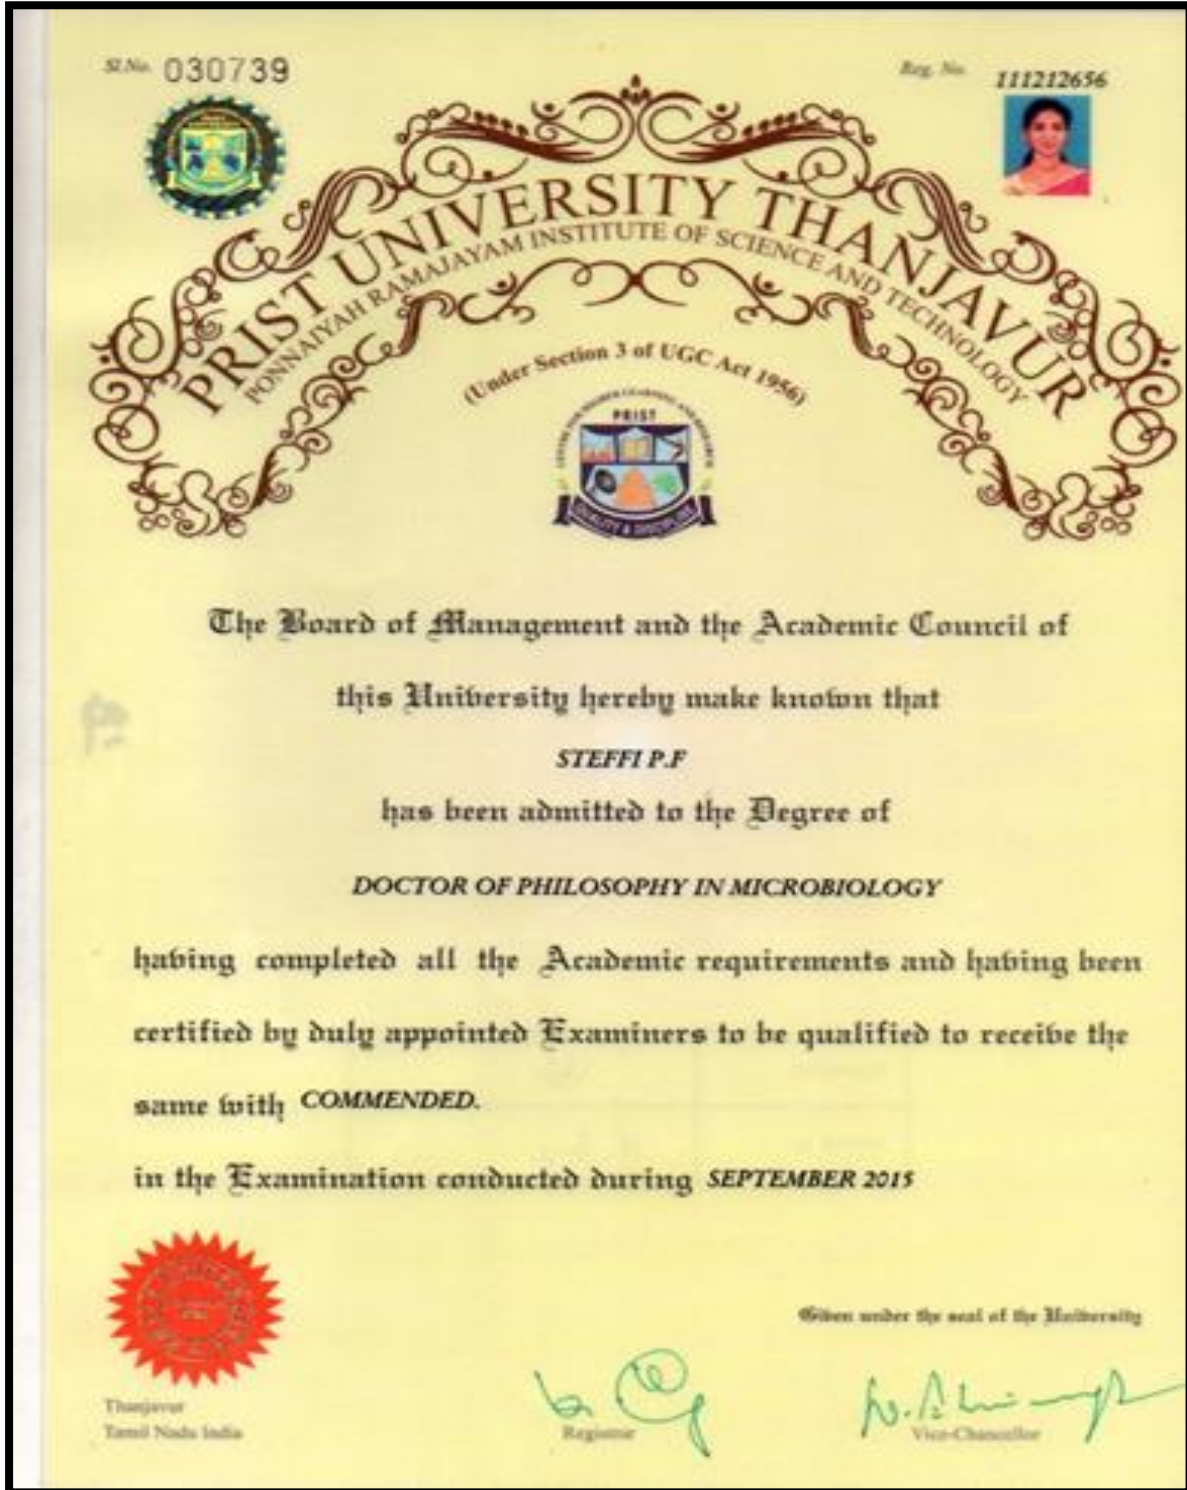 Sl.No. 030739
Reg. No. 111212656
PRIST UNIVERSITY THANJAVUR
PONNAIYAH RAMAJAYAM INSTITUTE OF SCIENCE AND TECHNOLOGY
(Under Section 3 of UGC Act 1956)
PRIST
QUALITY & DISCIPLINE
The Board of Management and the Academic Council of
this University hereby make known that
STEFFI P.F
has been admitted to the Degree of
DOCTOR OF PHILOSOPHY IN MICROBIOLOGY
having completed all the Academic requirements and having been
certified by duly appointed Examiners to be qualified to receive the
same with COMMENDED.
in the Examination conducted during SEPTEMBER 2015
Given under the seal of the University
Thanjavur
Tamil Nadu India
Registrar
Vice-Chancellor